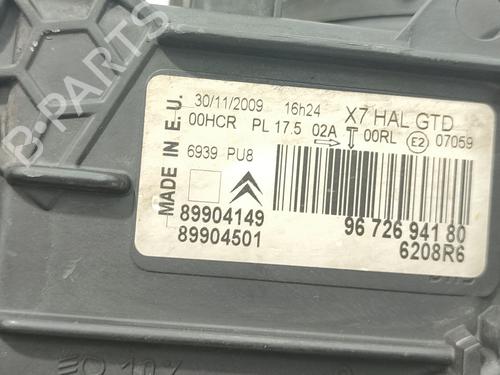 B-PARTS
MADE IN E.U.
30/11/2009 16h24 X7 HAL GTD
00HCR PL 17.5 02A 00RL E2 07059
6939 PU8
89904149
89904501
96 726 941 80
6208R6